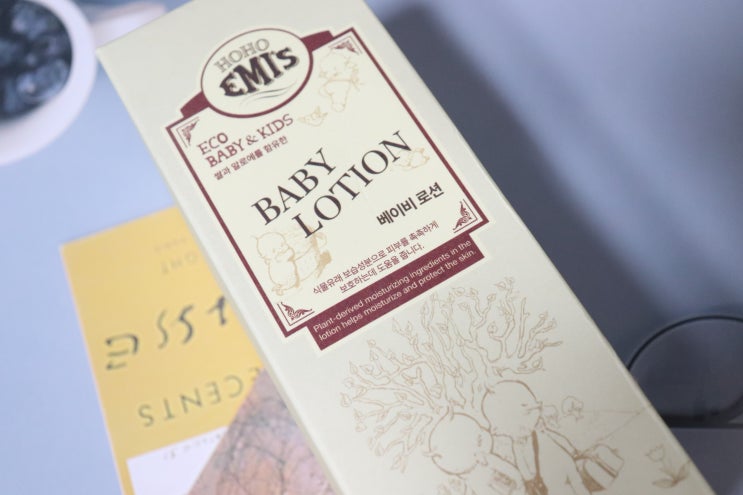 HOHO
EMI's
ECO
BABY & KIDS
쌀과 알로에를 함유한
BABY
LOTION
베이비 로션
식물유래 보습성분으로 피부를 촉촉하게
보호하는데 도움을 줍니다.
Plant-derived moisturizing ingredients in the
lotion helps moisturize and protect the skin.